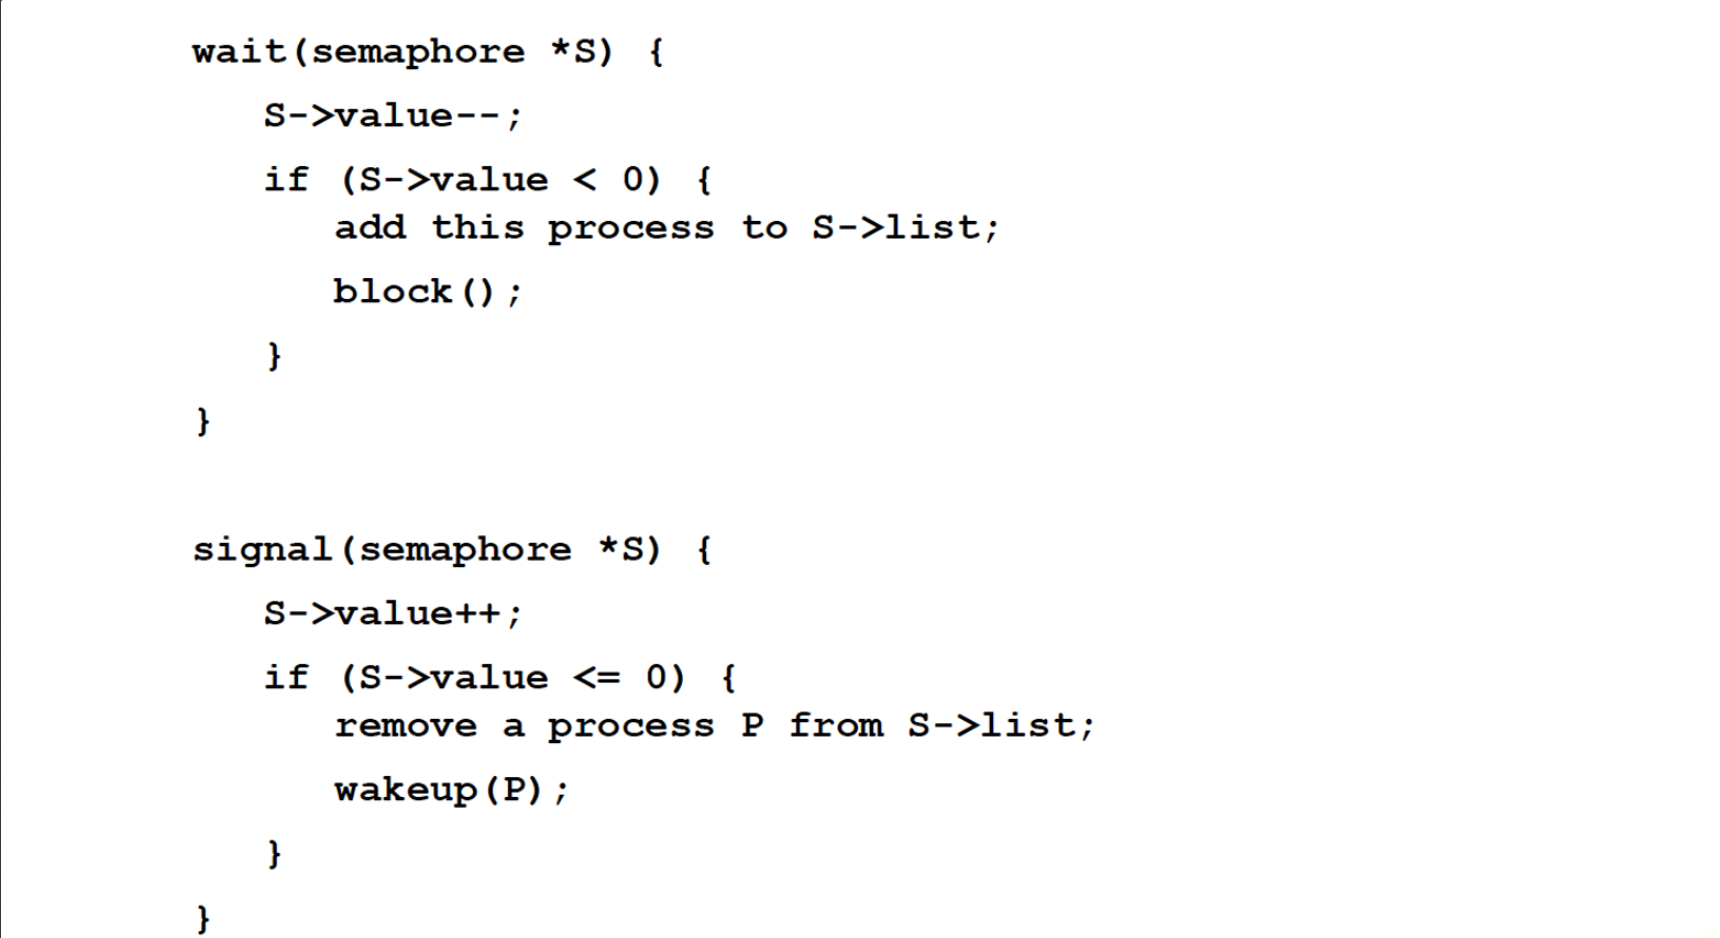 wait(semaphore *S) {
S->value--;
if (S->value < 0) {
add this process to S->list;
block();
}
}
signal(semaphore *S) {
S->value++;
if (S->value <= 0) {
remove a process P from S->list;
wakeup(P);
}
}